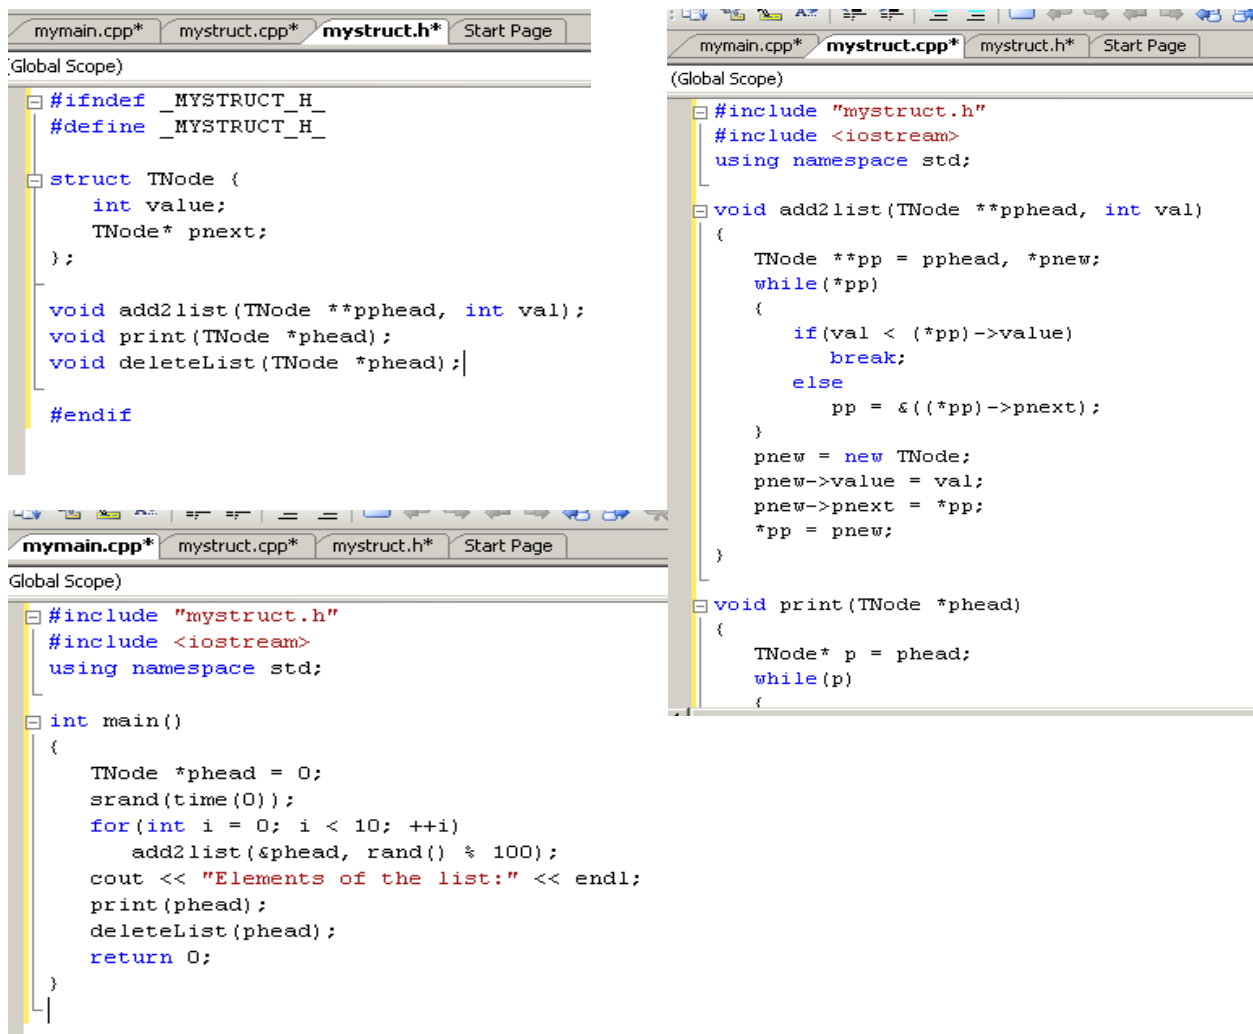 mymain.cpp* mystruct.cpp* mystruct.h* Start Page
(Global Scope)
#ifndef _MYSTRUCT_H_
#define _MYSTRUCT_H_
struct TNode {
int value;
TNode* pnext;
};
void add2list(TNode **pphead, int val);
void print(TNode *phead);
void deleteList(TNode *phead);
#endif
mymain.cpp* mystruct.cpp* mystruct.h* Start Page
(Global Scope)
#include "mystruct.h"
#include <iostream>
using namespace std;
void add2list(TNode **pphead, int val)
{
TNode **pp = pphead, *pnew;
while(*pp)
{
if(val < (*pp)->value)
break;
else
pp = &((*pp)->pnext);
}
pnew = new TNode;
pnew->value = val;
pnew->pnext = *pp;
*pp = pnew;
}
void print(TNode *phead)
{
TNode* p = phead;
while(p)
{
mymain.cpp* mystruct.cpp* mystruct.h* Start Page
Global Scope)
#include "mystruct.h"
#include <iostream>
using namespace std;
int main()
{
TNode *phead = 0;
srand(time(0));
for(int i = 0; i < 10; ++i)
add2list(&phead, rand() % 100);
cout << "Elements of the list:" << endl;
print(phead);
deleteList(phead);
return 0;
}